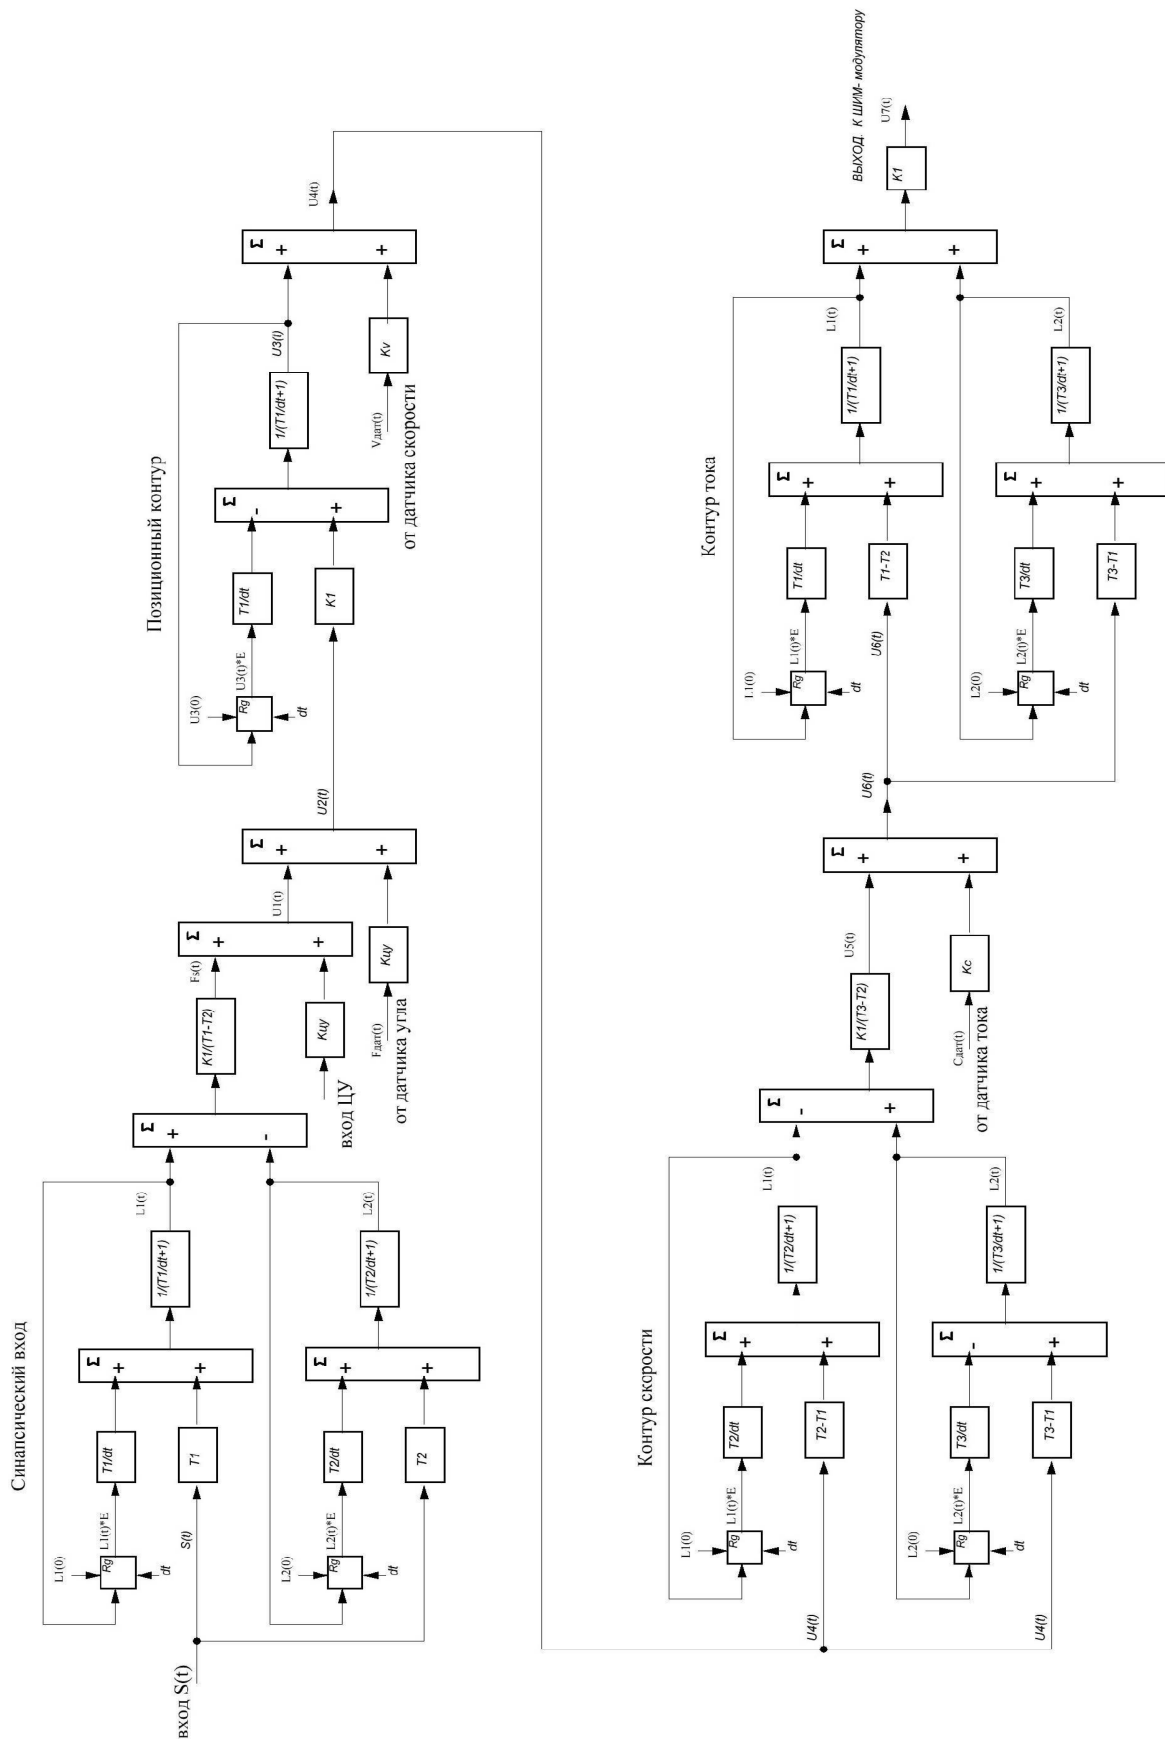 Синапсический вход
вход S(t)
S(t)
L1(0)
Rg
dt
L1(t)*E
T1/dt
T1
Σ
+
+
1/(T1/dt+1)
L1(t)
L2(0)
Rg
dt
L2(t)*E
T2/dt
T2
Σ
+
+
1/(T2/dt+1)
L2(t)
Σ
+
-
K1/(T1-T2)
Fs(t)
вход ЦУ
Kцу
Σ
+
+
U1(t)
от датчика угла
Fдат(t)
Kцу
Σ
+
+
U2(t)
Позиционный контур
U3(0)
Rg
dt
U3(t)*E
T1/dt
K1
Σ
-
+
1/(T1/dt+1)
U3(t)
от датчика скорости
Vдат(t)
Kv
Σ
+
+
U4(t)
Контур скорости
U4(t)
U4(t)
L1(0)
Rg
dt
L1(t)*E
T2/dt
T2-T1
Σ
+
+
1/(T2/dt+1)
L1(t)
L2(0)
Rg
dt
L2(t)*E
T3/dt
T3-T1
Σ
-
+
1/(T3/dt+1)
L2(t)
Σ
-
+
K1/(T3-T2)
U5(t)
от датчика тока
Cдат(t)
Kc
Σ
+
+
U6(t)
Контур тока
U6(t)
L1(0)
Rg
dt
L1(t)*E
T1/dt
T1-T2
Σ
+
+
1/(T1/dt+1)
L1(t)
L2(0)
Rg
dt
L2(t)*E
T3/dt
T3-T1
Σ
+
+
1/(T3/dt+1)
L2(t)
Σ
+
+
K1
U7(t)
ВЫХОД. К ШИМ- модулятору